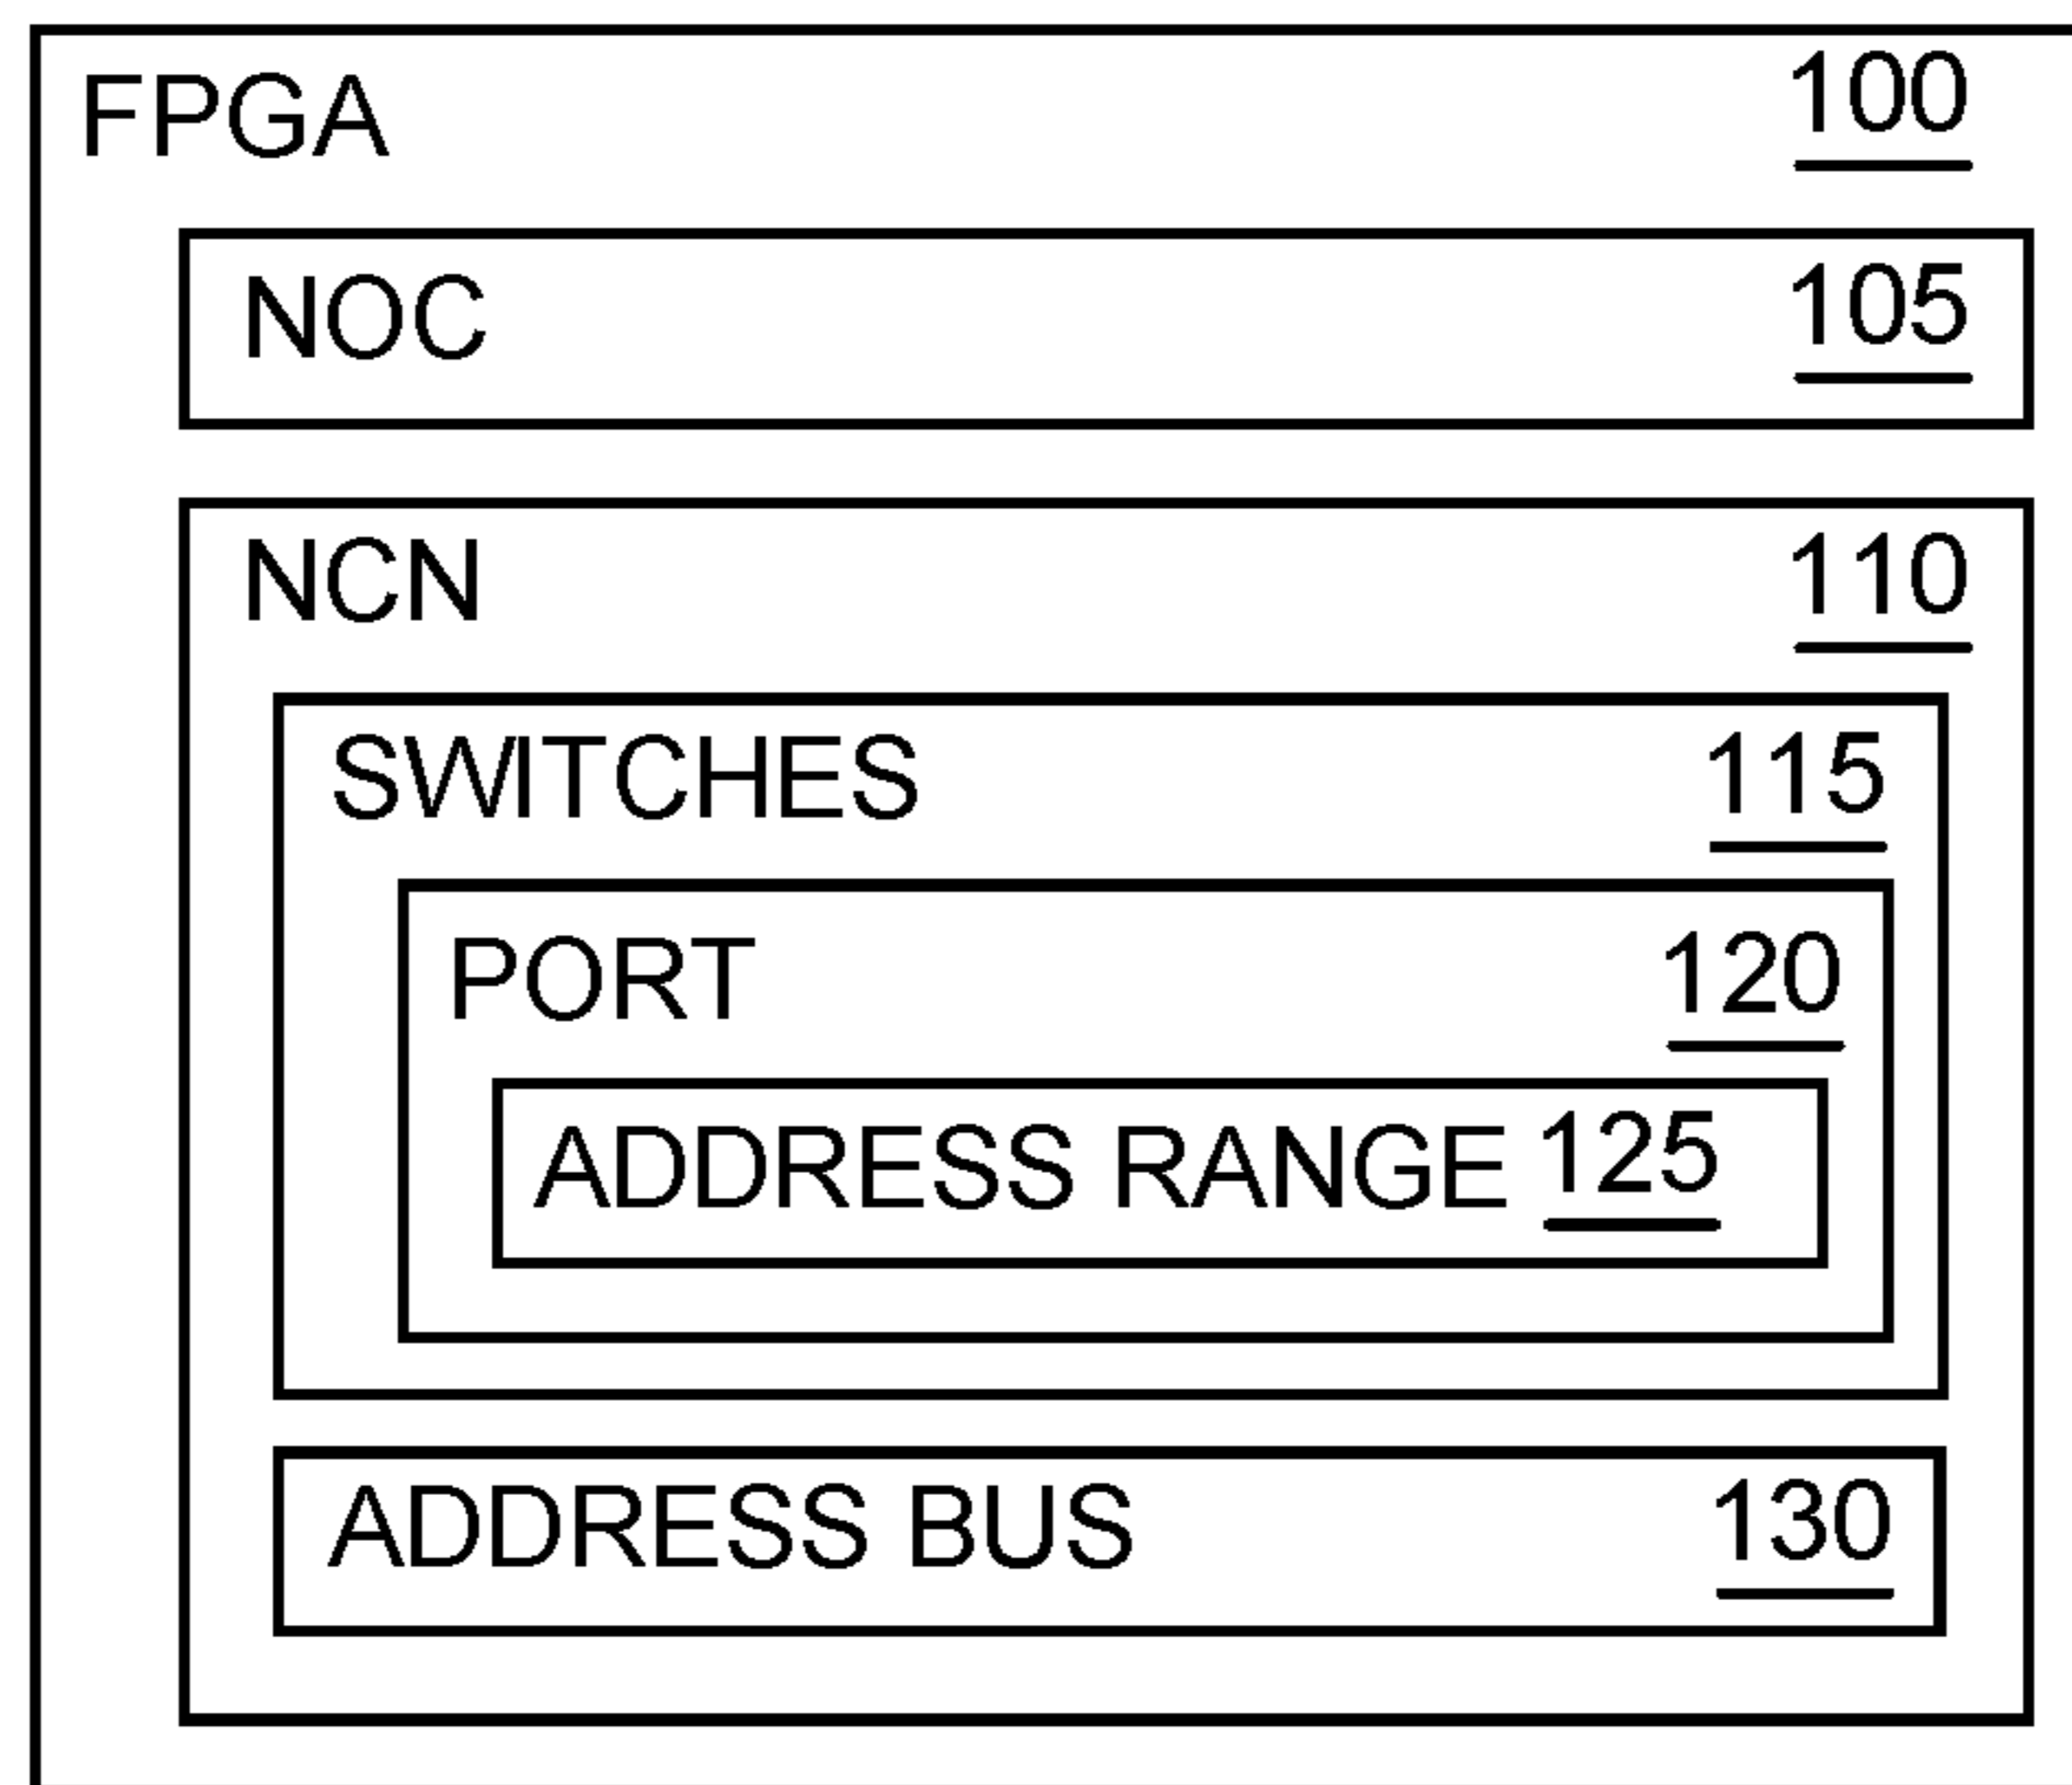 FPGA 100
NOC 105
NCN 110
SWITCHES 115
PORT 120
ADDRESS RANGE 125
ADDRESS BUS 130